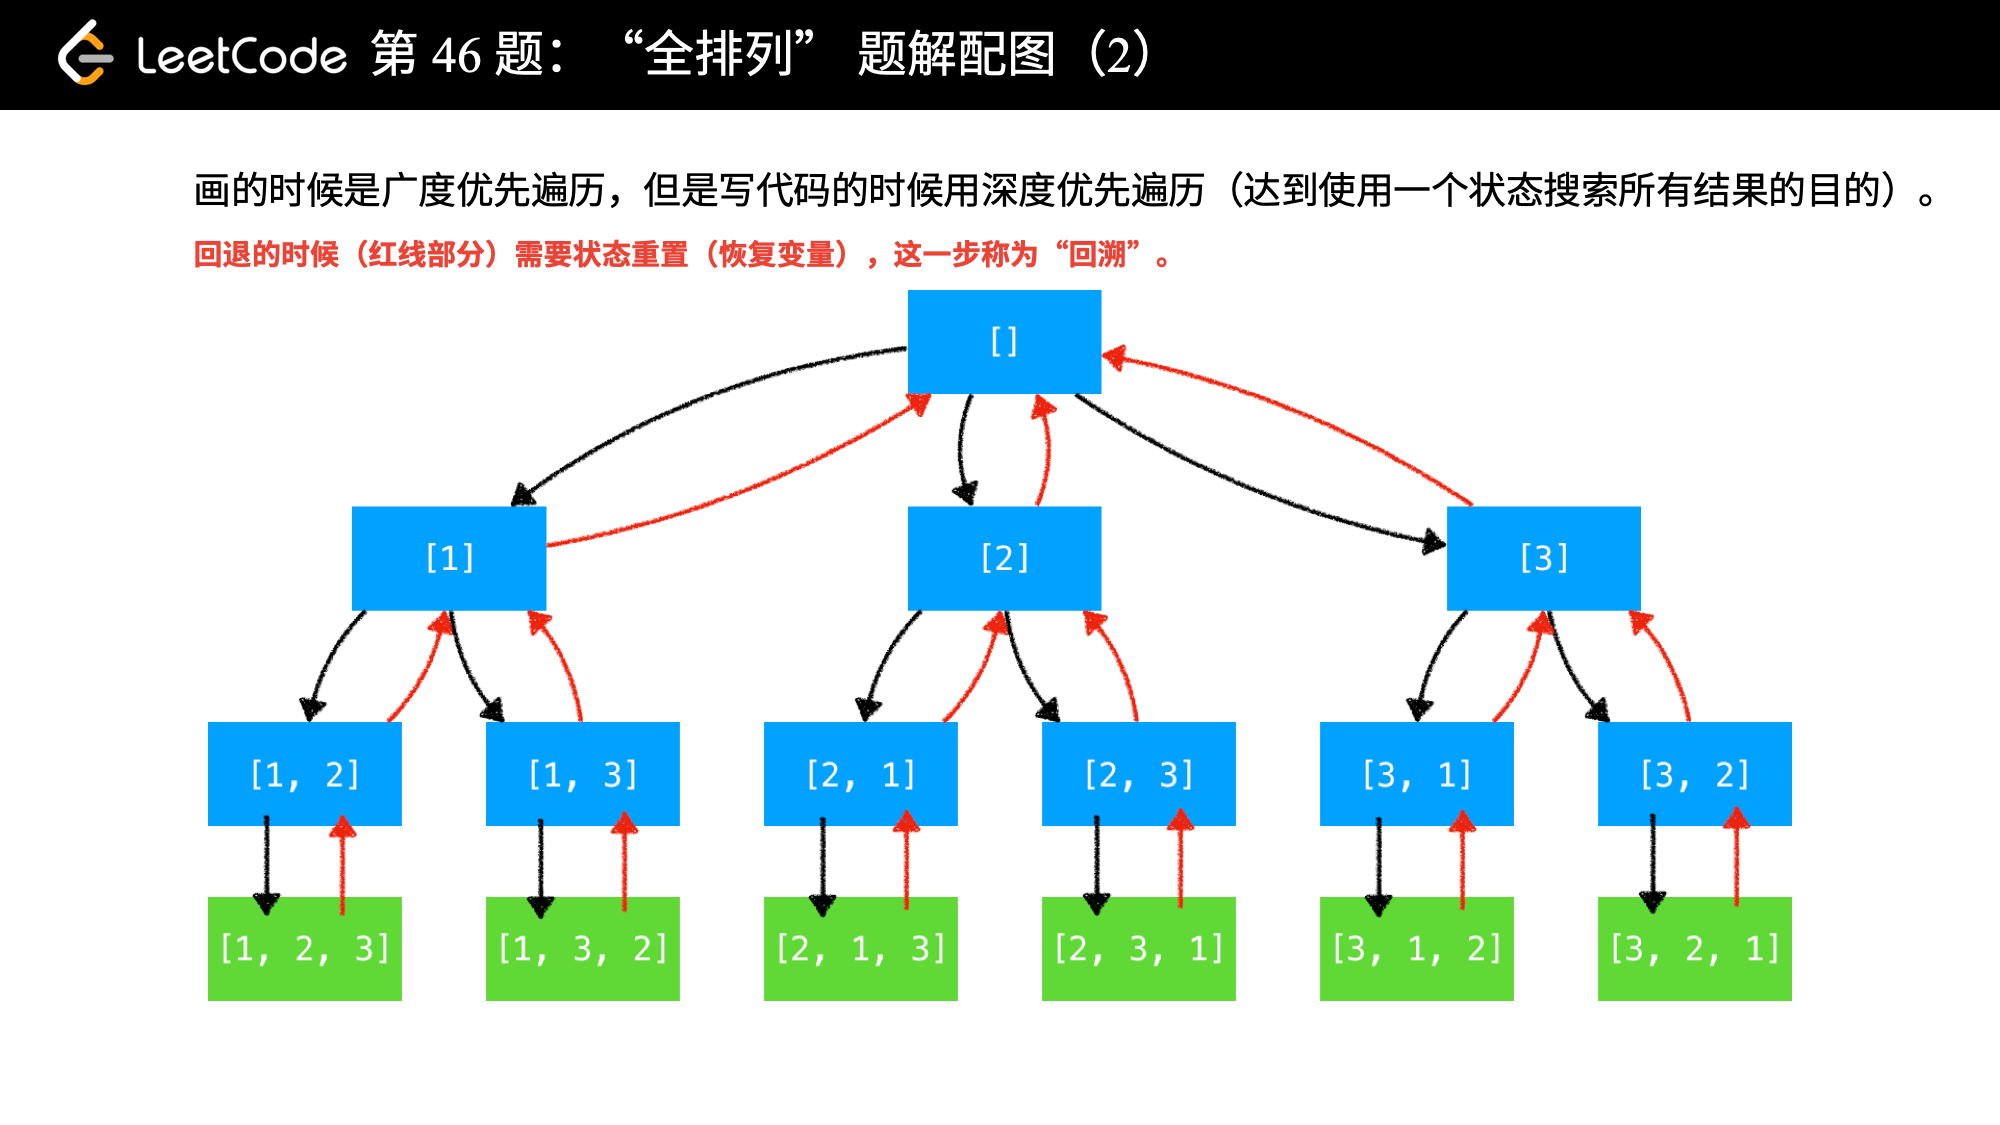 LeetCode 第 46 题：“全排列” 题解配图（2）
画的时候是广度优先遍历，但是写代码的时候用深度优先遍历（达到使用一个状态搜索所有结果的目的）。
回退的时候（红线部分）需要状态重置（恢复变量），这一步称为“回溯”。
[]
[1]
[2]
[3]
[1, 2]
[1, 3]
[2, 1]
[2, 3]
[3, 1]
[3, 2]
[1, 2, 3]
[1, 3, 2]
[2, 1, 3]
[2, 3, 1]
[3, 1, 2]
[3, 2, 1]